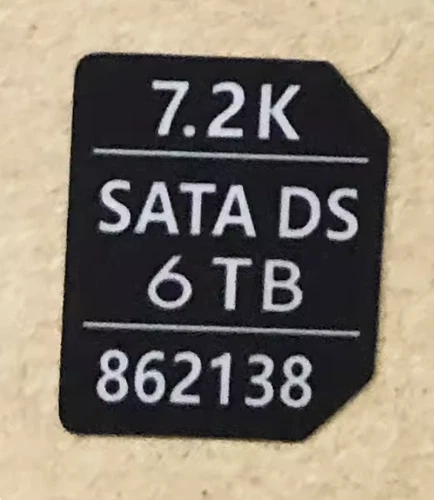 7.2K
SATA DS
6 TB
862138